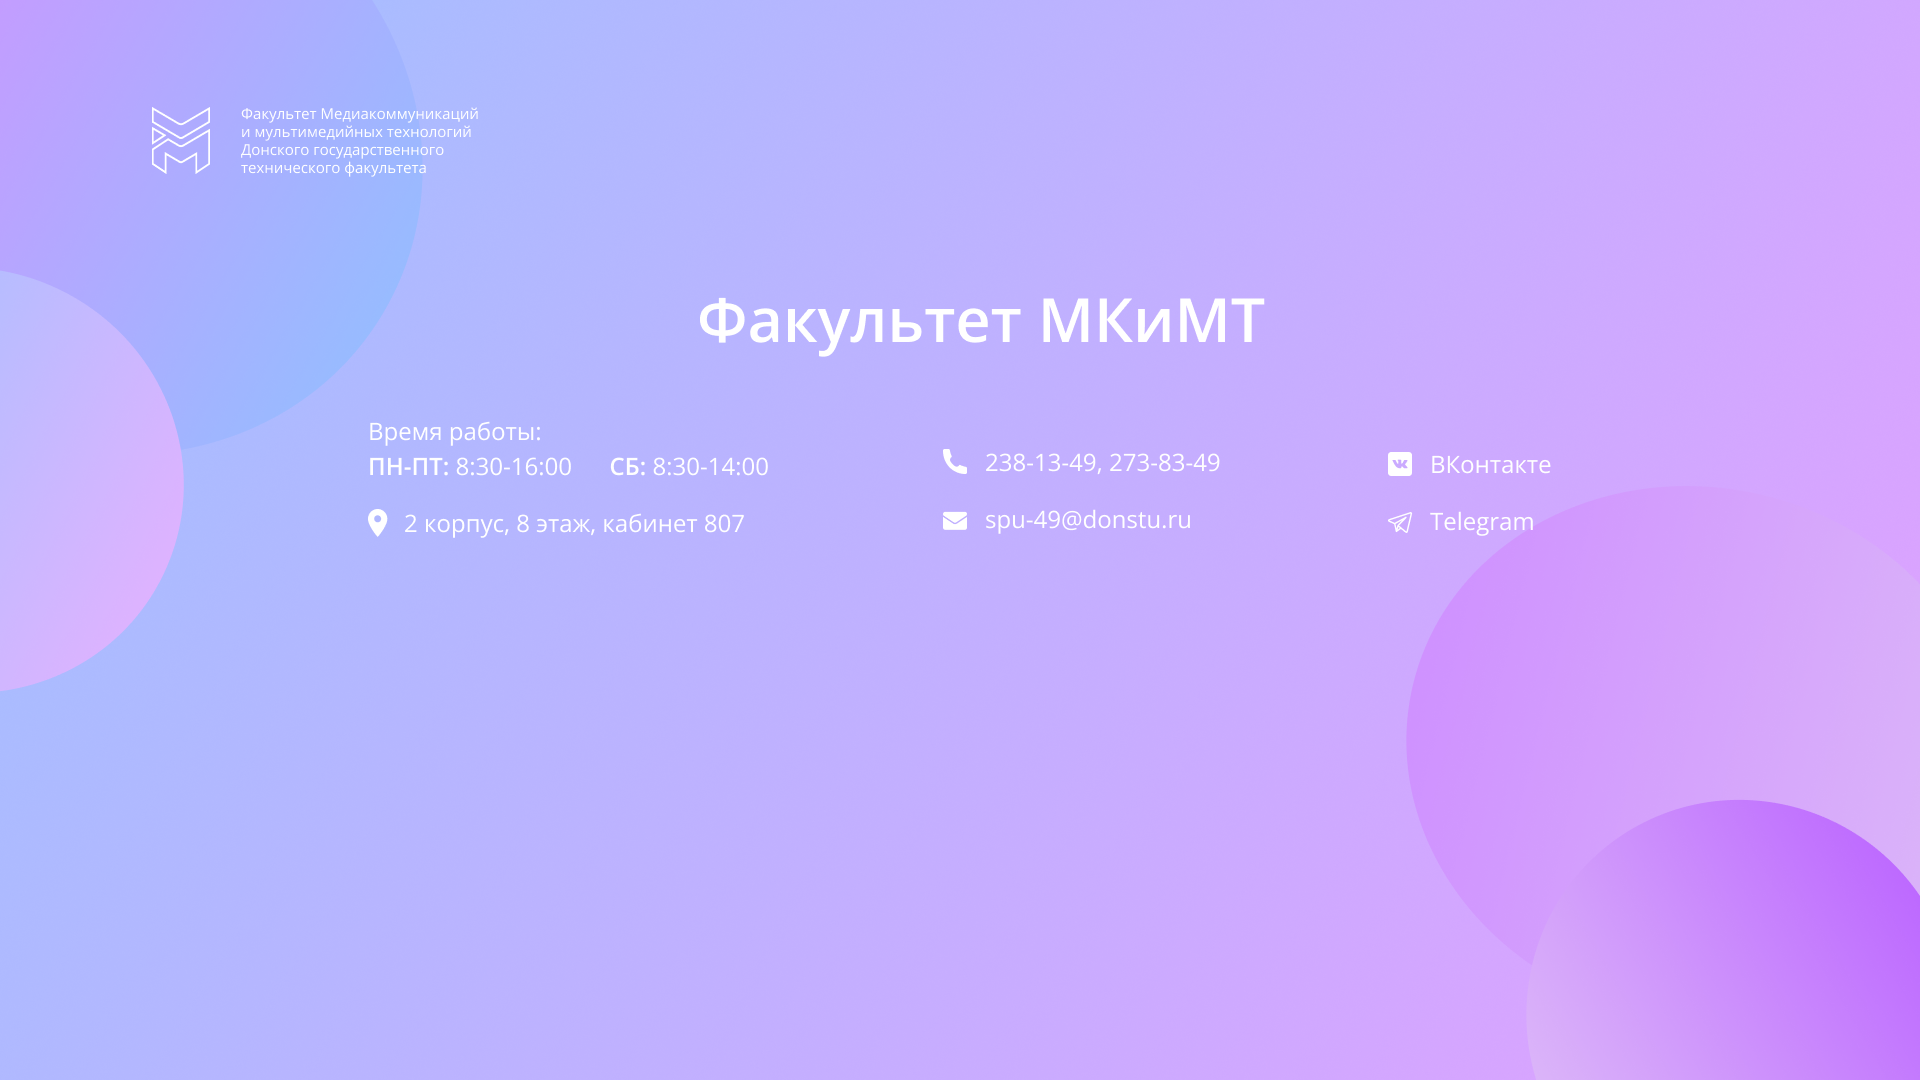 Факультет Медиакоммуникаций
и мультимедийных технологий
Донского государственного
технического факультета
Факультет МКиМТ
Время работы:
ПН-ПТ: 8:30-16:00 СБ: 8:30-14:00
2 корпус, 8 этаж, кабинет 807
238-13-49, 273-83-49
spu-49@donstu.ru
ВКонтакте
Telegram